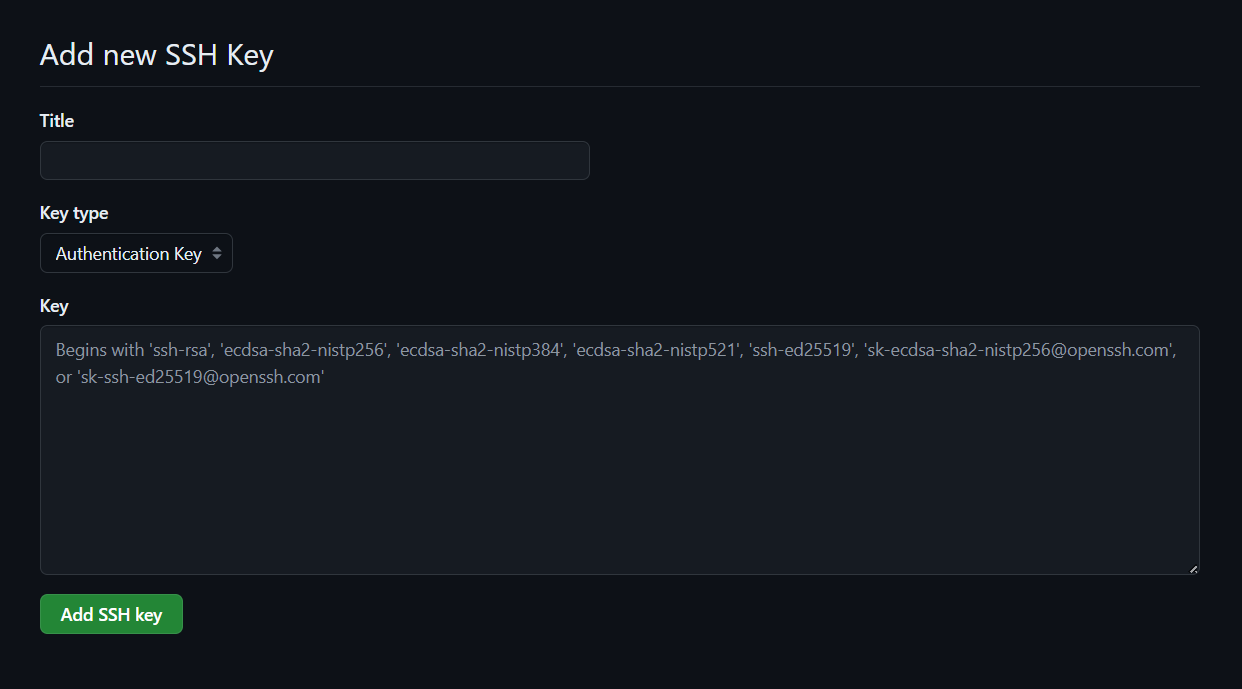 Add new SSH Key
Title
Key type
Authentication Key
Key
Begins with 'ssh-rsa', 'ecdsa-sha2-nistp256', 'ecdsa-sha2-nistp384', 'ecdsa-sha2-nistp521', 'ssh-ed25519', 'sk-ecdsa-sha2-nistp256@openssh.com',
or 'sk-ssh-ed25519@openssh.com'
Add SSH key